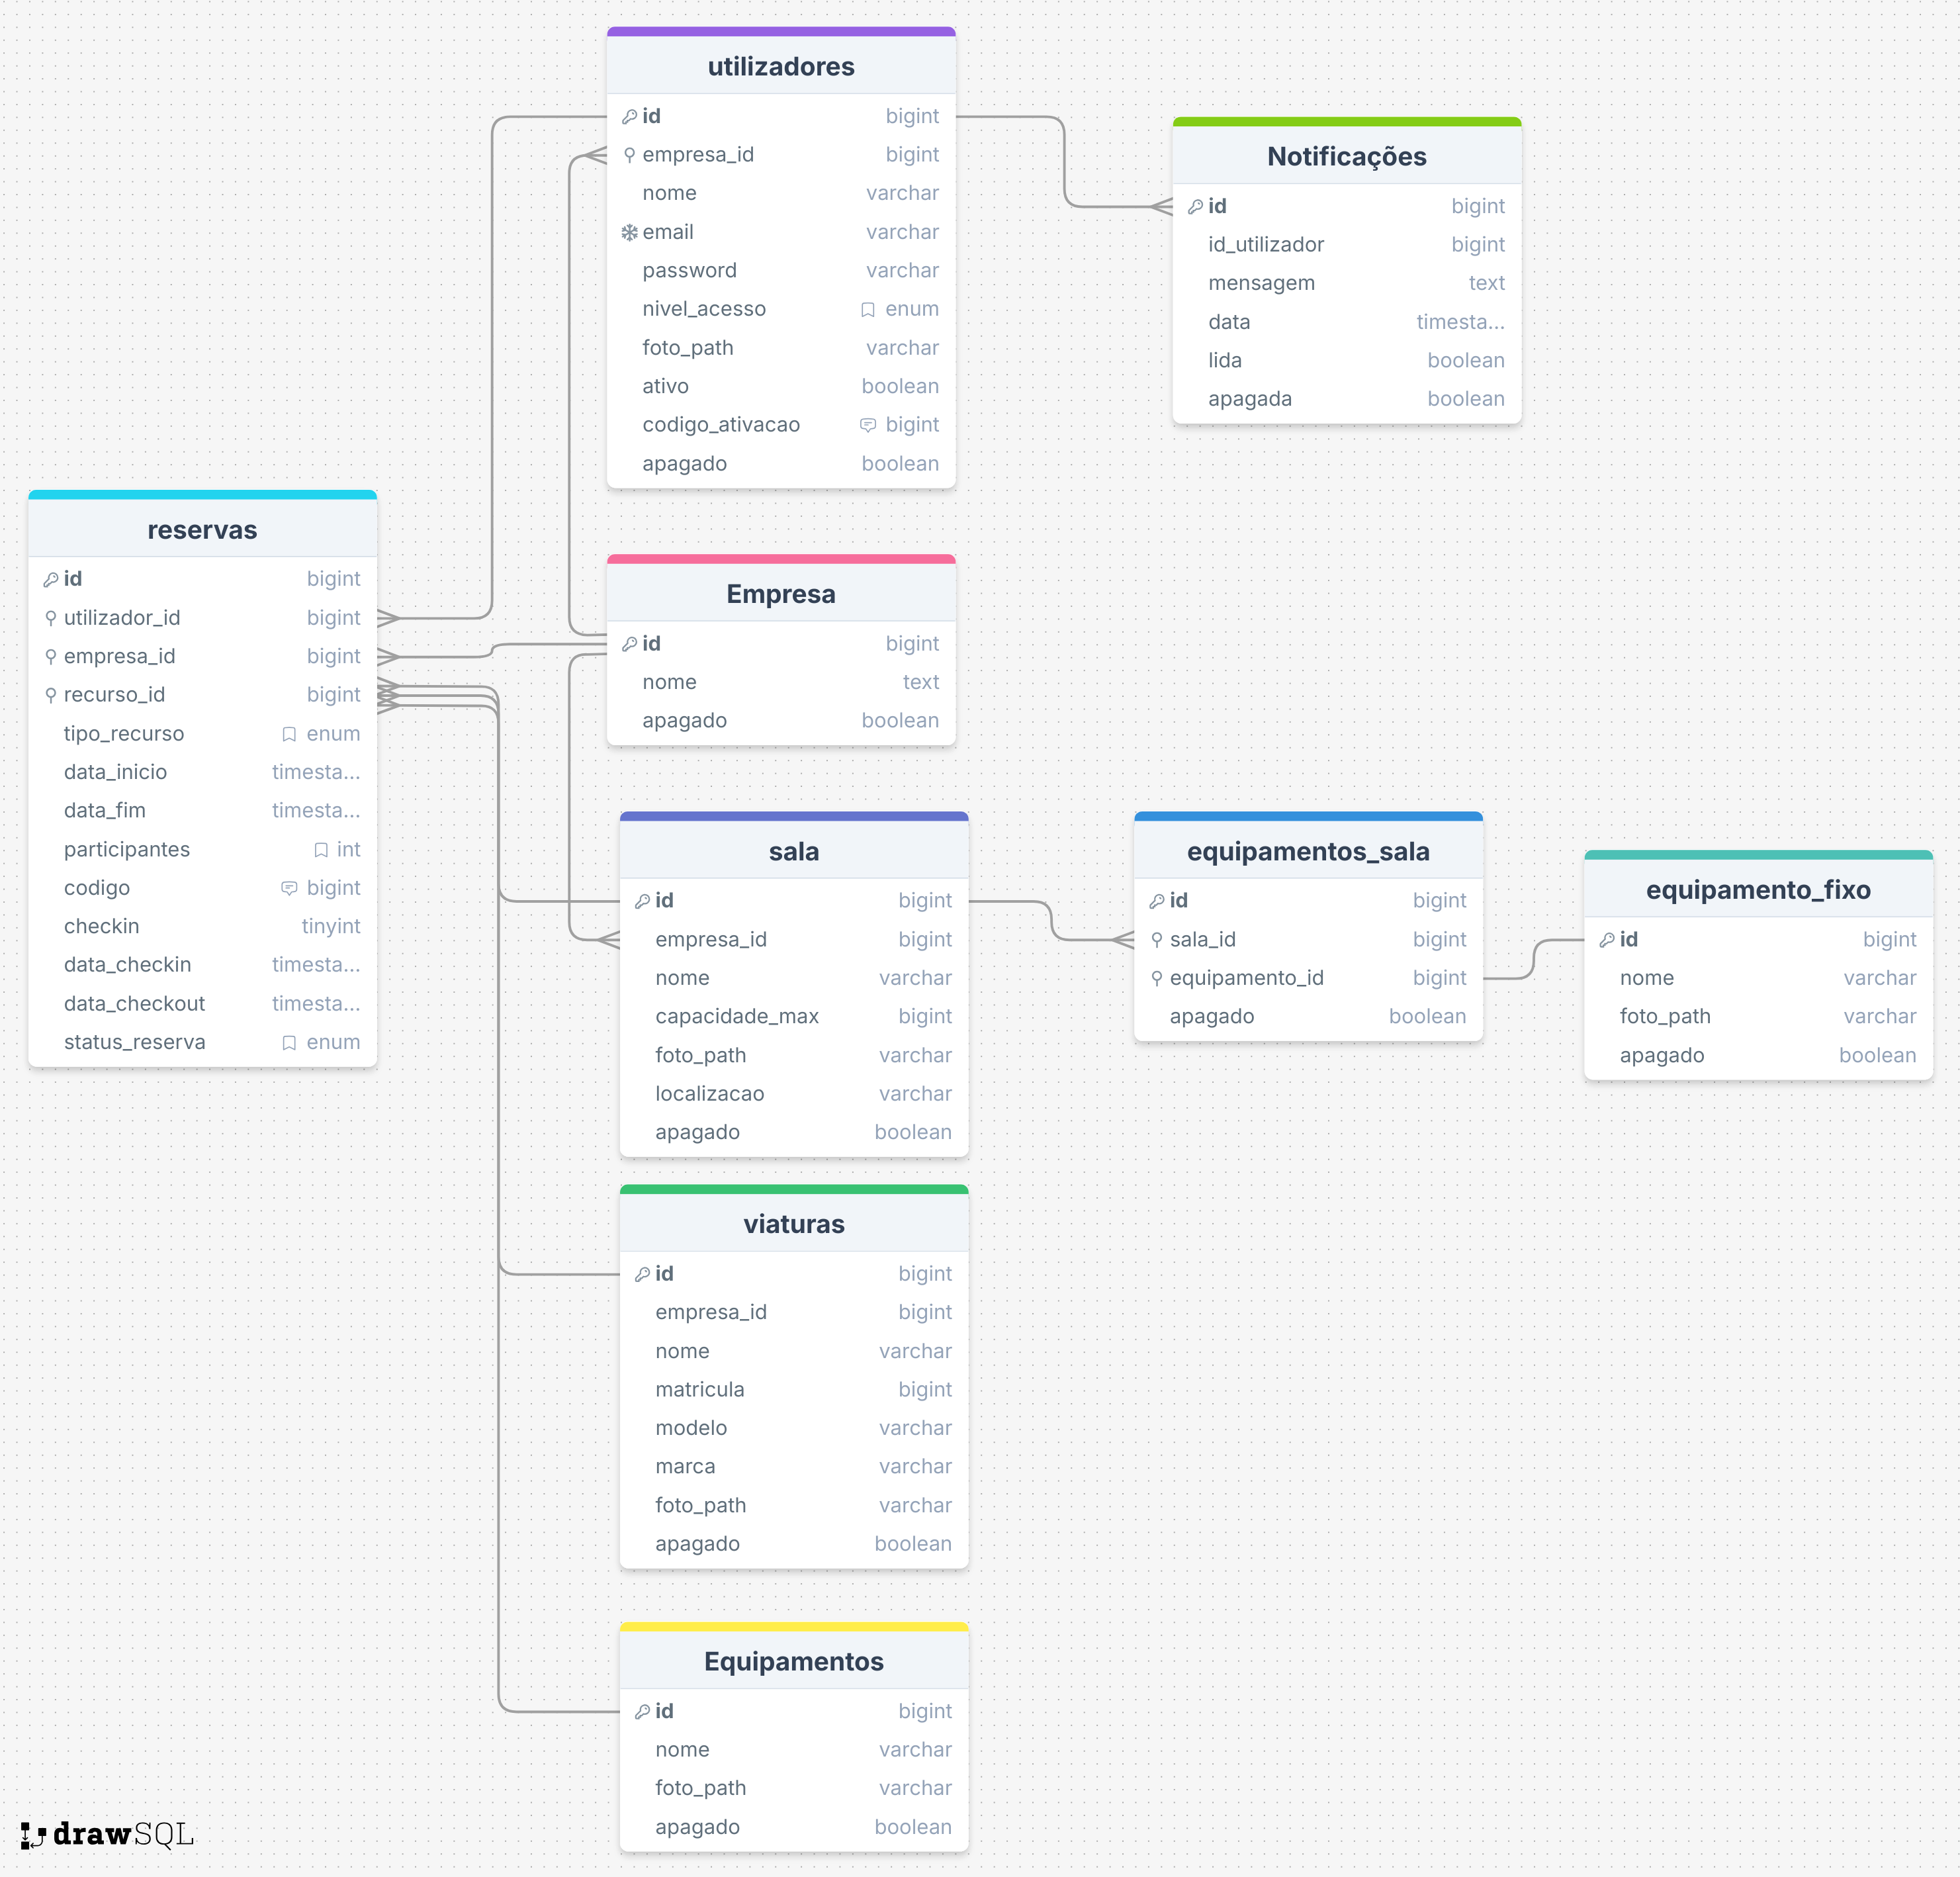 utilizadores
id bigint
empresa_id bigint
nome varchar
email varchar
password varchar
nivel_acesso enum
foto_path varchar
ativo boolean
codigo_ativacao bigint
apagado boolean
Notificações
id bigint
id_utilizador bigint
mensagem text
data timesta...
lida boolean
apagada boolean
reservas
id bigint
utilizador_id bigint
empresa_id bigint
recurso_id bigint
tipo_recurso enum
data_inicio timesta...
data_fim timesta...
participantes int
codigo bigint
checkin tinyint
data_checkin timesta...
data_checkout timesta...
status_reserva enum
Empresa
id bigint
nome text
apagado boolean
sala
id bigint
empresa_id bigint
nome varchar
capacidade_max bigint
foto_path varchar
localizacao varchar
apagado boolean
equipamentos_sala
id bigint
sala_id bigint
equipamento_id bigint
apagado boolean
equipamento_fixo
id bigint
nome varchar
foto_path varchar
apagado boolean
viaturas
id bigint
empresa_id bigint
nome varchar
matricula bigint
modelo varchar
marca varchar
foto_path varchar
apagado boolean
Equipamentos
id bigint
nome varchar
foto_path varchar
apagado boolean
drawSQL